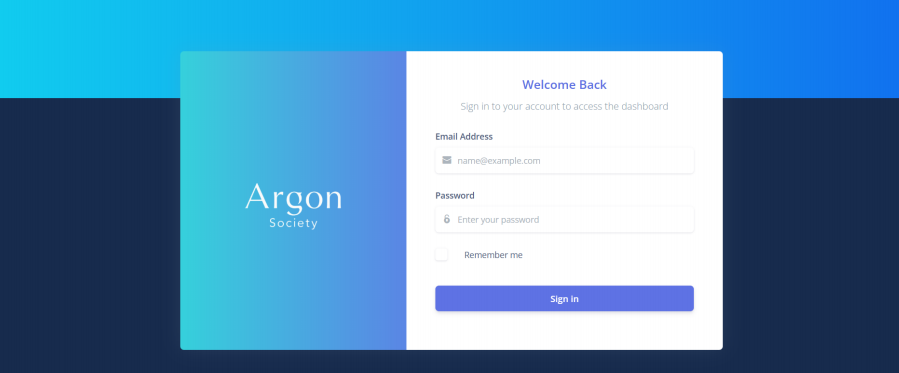 Welcome Back
Sign in to your account to access the dashboard
Email Address
name@example.com
Password
Enter your password
Remember me
Sign in
Argon
Society